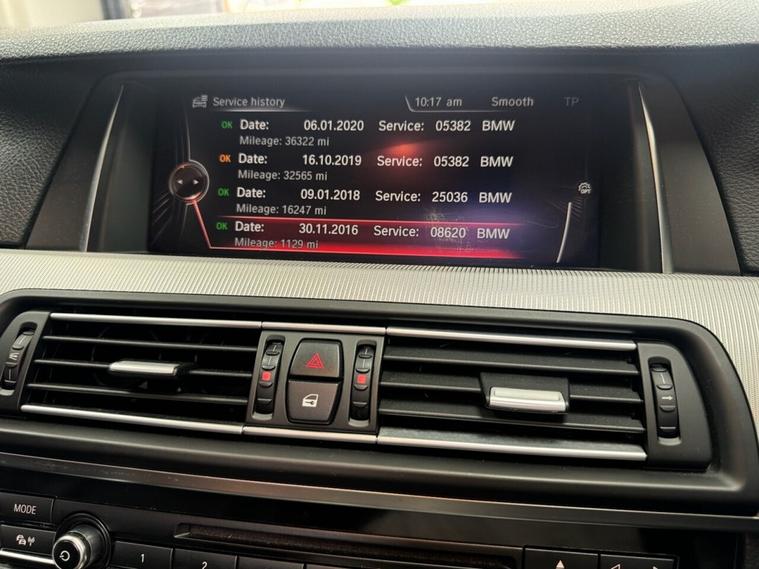 Service history 10:17 am Smooth TP
OK Date: 06.01.2020 Service: 05382 BMW
Mileage: 36322 mi
OK Date: 16.10.2019 Service: 05382 BMW
Mileage: 32565 mi
OK Date: 09.01.2018 Service: 25036 BMW
Mileage: 16247 mi
OK Date: 30.11.2016 Service: 08620 BMW
Mileage: 1129 mi
MODE
1 2